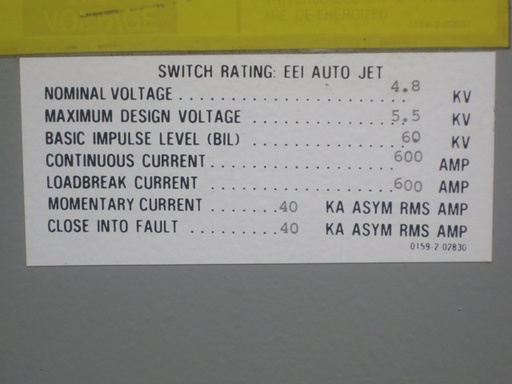 VOLTAGE
SWITCH RATING: EEI AUTO JET
NOMINAL VOLTAGE . . . . . . . . . . . . . . . . . . . . 4.8 KV
MAXIMUM DESIGN VOLTAGE . . . . . . . . . . . . 5.5 KV
BASIC IMPULSE LEVEL (BIL) . . . . . . . . . . . . . 60 KV
CONTINUOUS CURRENT . . . . . . . . . . . . . . . . 600 AMP
LOADBREAK CURRENT . . . . . . . . . . . . . . . . . 600 AMP
MOMENTARY CURRENT . . . . . . . 40 KA ASYM RMS AMP
CLOSE INTO FAULT . . . . . . . . . 40 KA ASYM RMS AMP
0159-2-02830